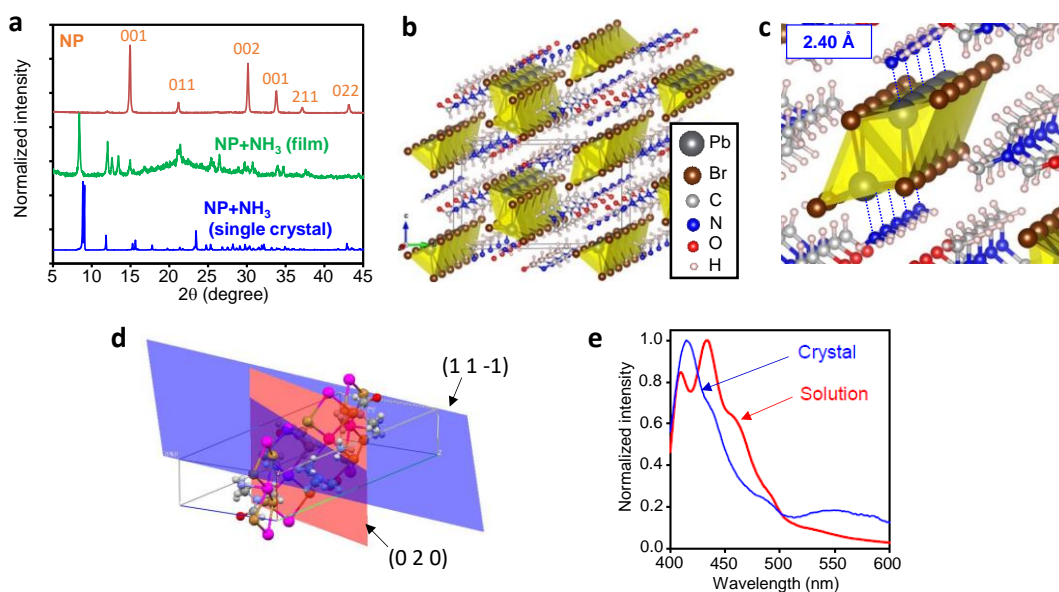 a
NP
001
011
002
001
211
022
NP+NH₃ (film)
NP+NH₃
(single crystal)
5 10 15 20 25 30 35 40 45
2θ (degree)
Normalized intensity
b
Pb
Br
C
N
O
H
c
2.40 Å
d
(1 1 -1)
(0 2 0)
e
1.0
0.8
0.6
0.4
0.2
0.0
Crystal
Solution
400 450 500 550 600
Wavelength (nm)
Normalized intensity